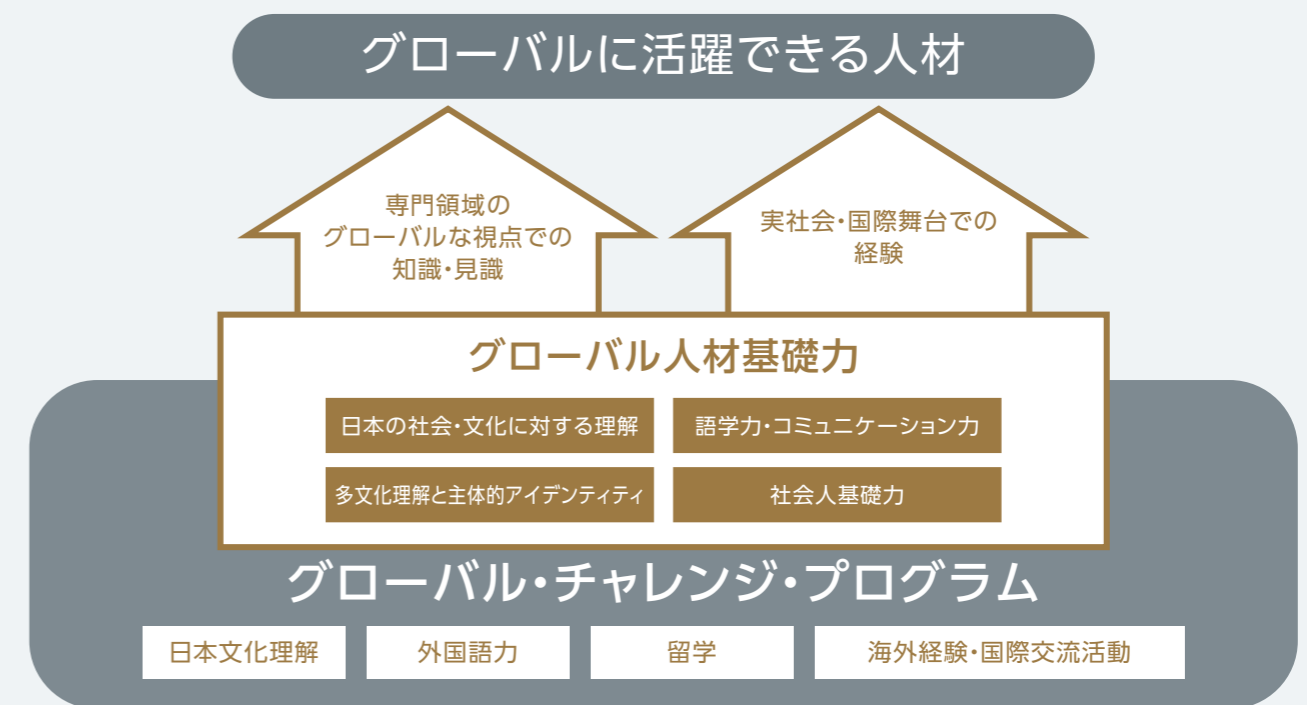 グローバルに活躍できる人材
専門領域の
グローバルな視点での
知識・見識
実社会・国際舞台での
経験
グローバル人材基礎力
日本の社会・文化に対する理解
語学力・コミュニケーション力
多文化理解と主体的アイデンティティ
社会人基礎力
グローバル・チャレンジ・プログラム
日本文化理解
外国語力
留学
海外経験・国際交流活動